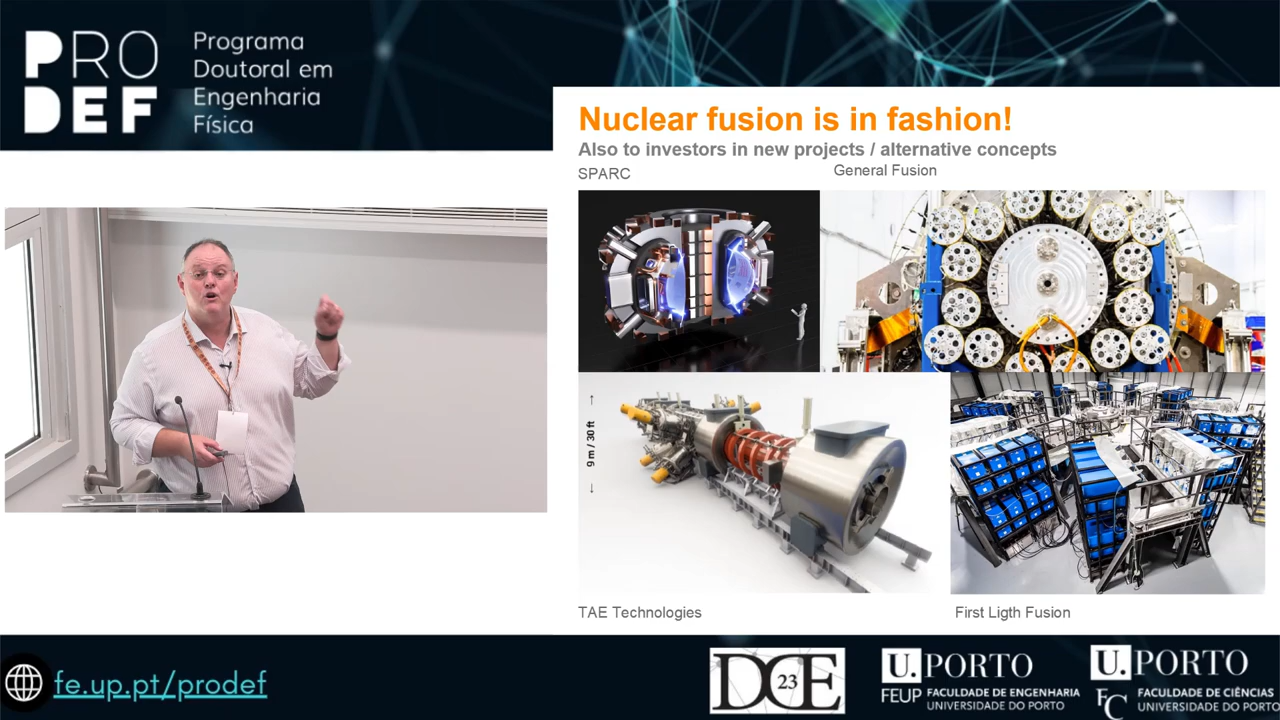 PRO
DEF
Programa
Doutoral em
Engenharia
Física
Nuclear fusion is in fashion!
Also to investors in new projects / alternative concepts
SPARC
General Fusion
9 m / 30 ft
TAE Technologies
First Ligth Fusion
fe.up.pt/prodef
DCE
23
U.PORTO
FEUP FACULDADE DE ENGENHARIA
UNIVERSIDADE DO PORTO
U.PORTO
FC FACULDADE DE CIÊNCIAS
UNIVERSIDADE DO PORTO